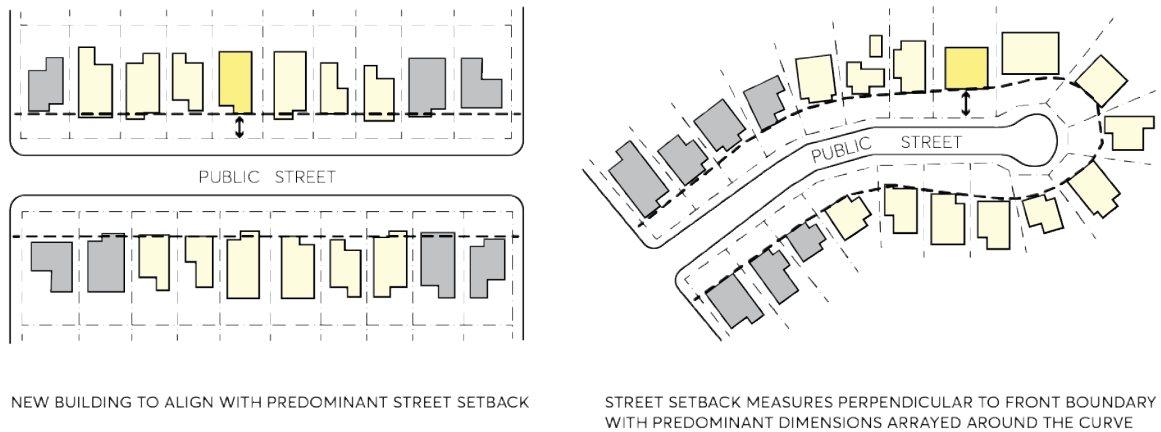 PUBLIC STREET
PUBLIC STREET
NEW BUILDING TO ALIGN WITH PREDOMINANT STREET SETBACK
STREET SETBACK MEASURES PERPENDICULAR TO FRONT BOUNDARY
WITH PREDOMINANT DIMENSIONS ARRAYED AROUND THE CURVE